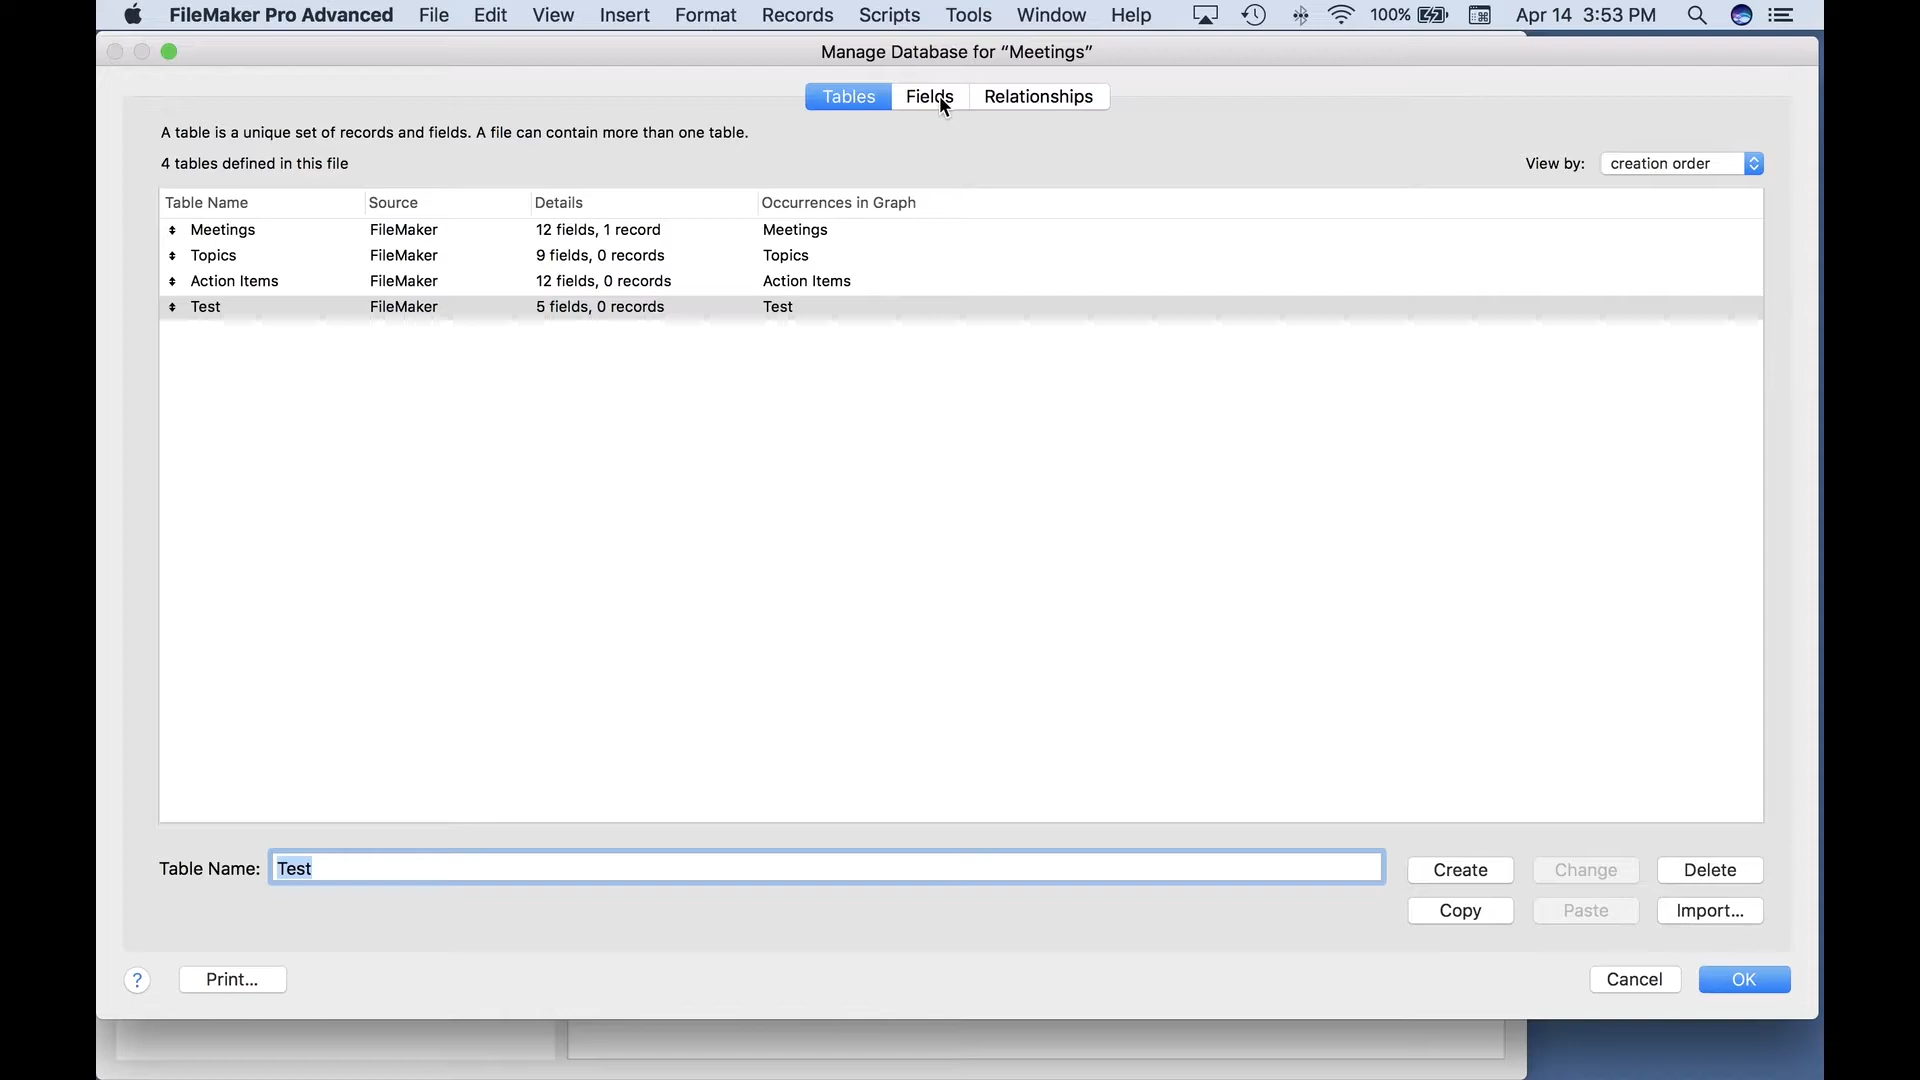 FileMaker Pro Advanced File Edit View Insert Format Records Scripts Tools Window Help 100% Apr 14 3:53 PM
Manage Database for “Meetings”
Tables Fields Relationships
A table is a unique set of records and fields. A file can contain more than one table.
4 tables defined in this file View by: creation order
Table Name Source Details Occurrences in Graph
Meetings FileMaker 12 fields, 1 record Meetings
Topics FileMaker 9 fields, 0 records Topics
Action Items FileMaker 12 fields, 0 records Action Items
Test FileMaker 5 fields, 0 records Test
Table Name: Test Create Change Delete
Copy Paste Import...
? Print... Cancel OK